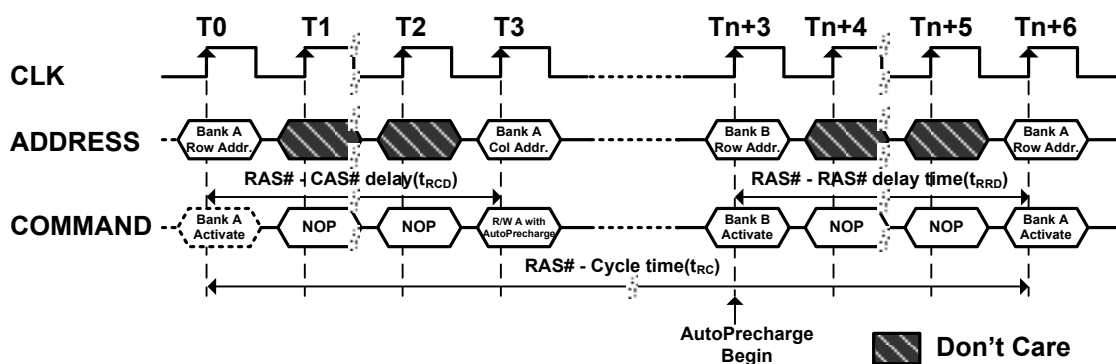 T0 T1 T2 T3 Tn+3 Tn+4 Tn+5 Tn+6
CLK
ADDRESS
Bank A
Row Addr.
Bank A
Col Addr.
Bank B
Row Addr.
Bank A
Row Addr.
RAS# - CAS# delay(tRCD)
RAS# - RAS# delay time(tRRD)
COMMAND
Bank A
Activate
NOP
NOP
R/W A with
AutoPrecharge
Bank B
Activate
NOP
NOP
Bank A
Activate
RAS# - Cycle time(tRC)
AutoPrecharge
Begin
Don't Care